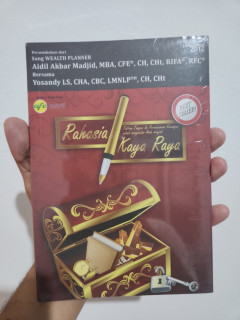 Persembahan dari
Sang WEALTH PLANNER
Aidil Akbar Madjid, MBA, CFE®, CH, CHt, RIFA®, RFC®
Bersama
Yosandy LS, CHA, CBC, LMNLP™, CH, CHt
Rahasia
Kaya Raya